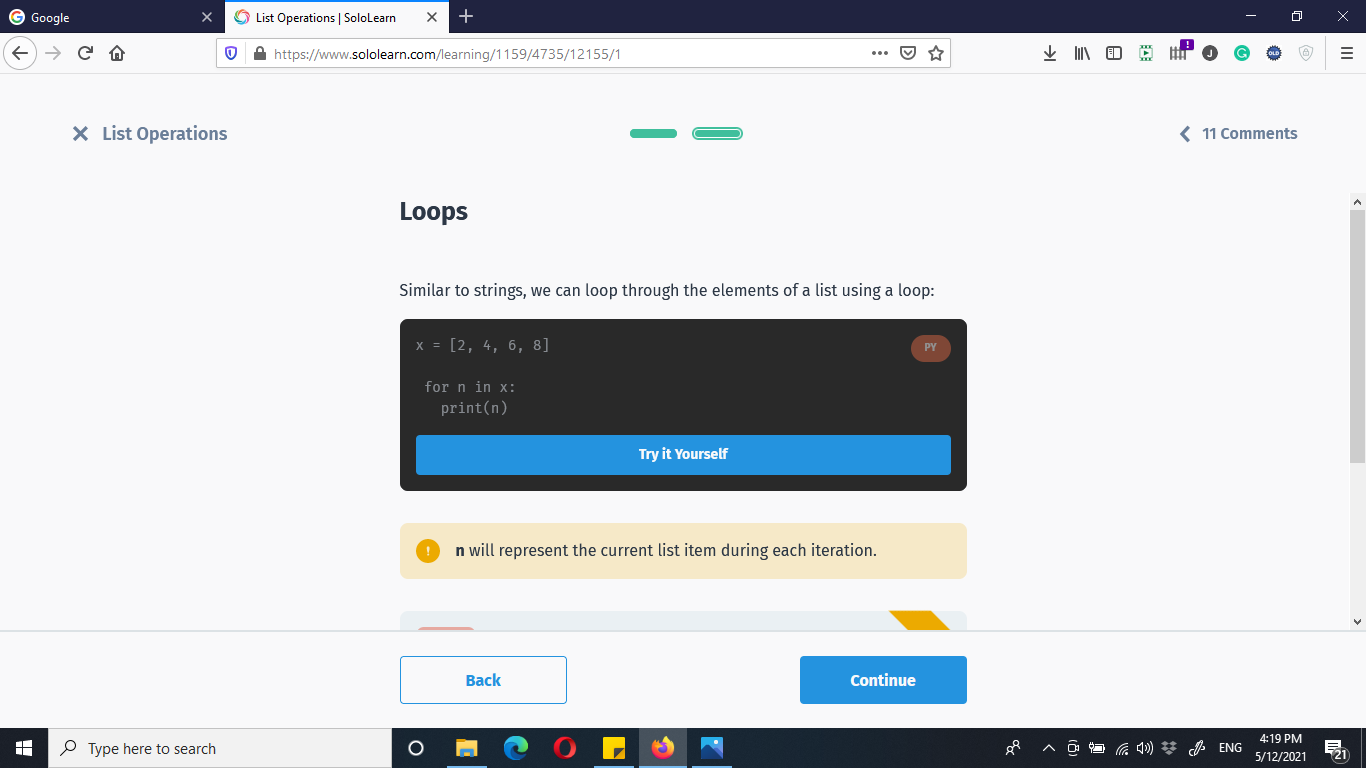 Google
List Operations | SoloLearn
https://www.sololearn.com/learning/1159/4735/12155/1
!
J
OLD
List Operations
11 Comments
Loops
Similar to strings, we can loop through the elements of a list using a loop:
x = [2, 4, 6, 8]
PY
for n in x:
print(n)
Try it Yourself
! n will represent the current list item during each iteration.
Back
Continue
Type here to search
ENG
4:19 PM
5/12/2021
21